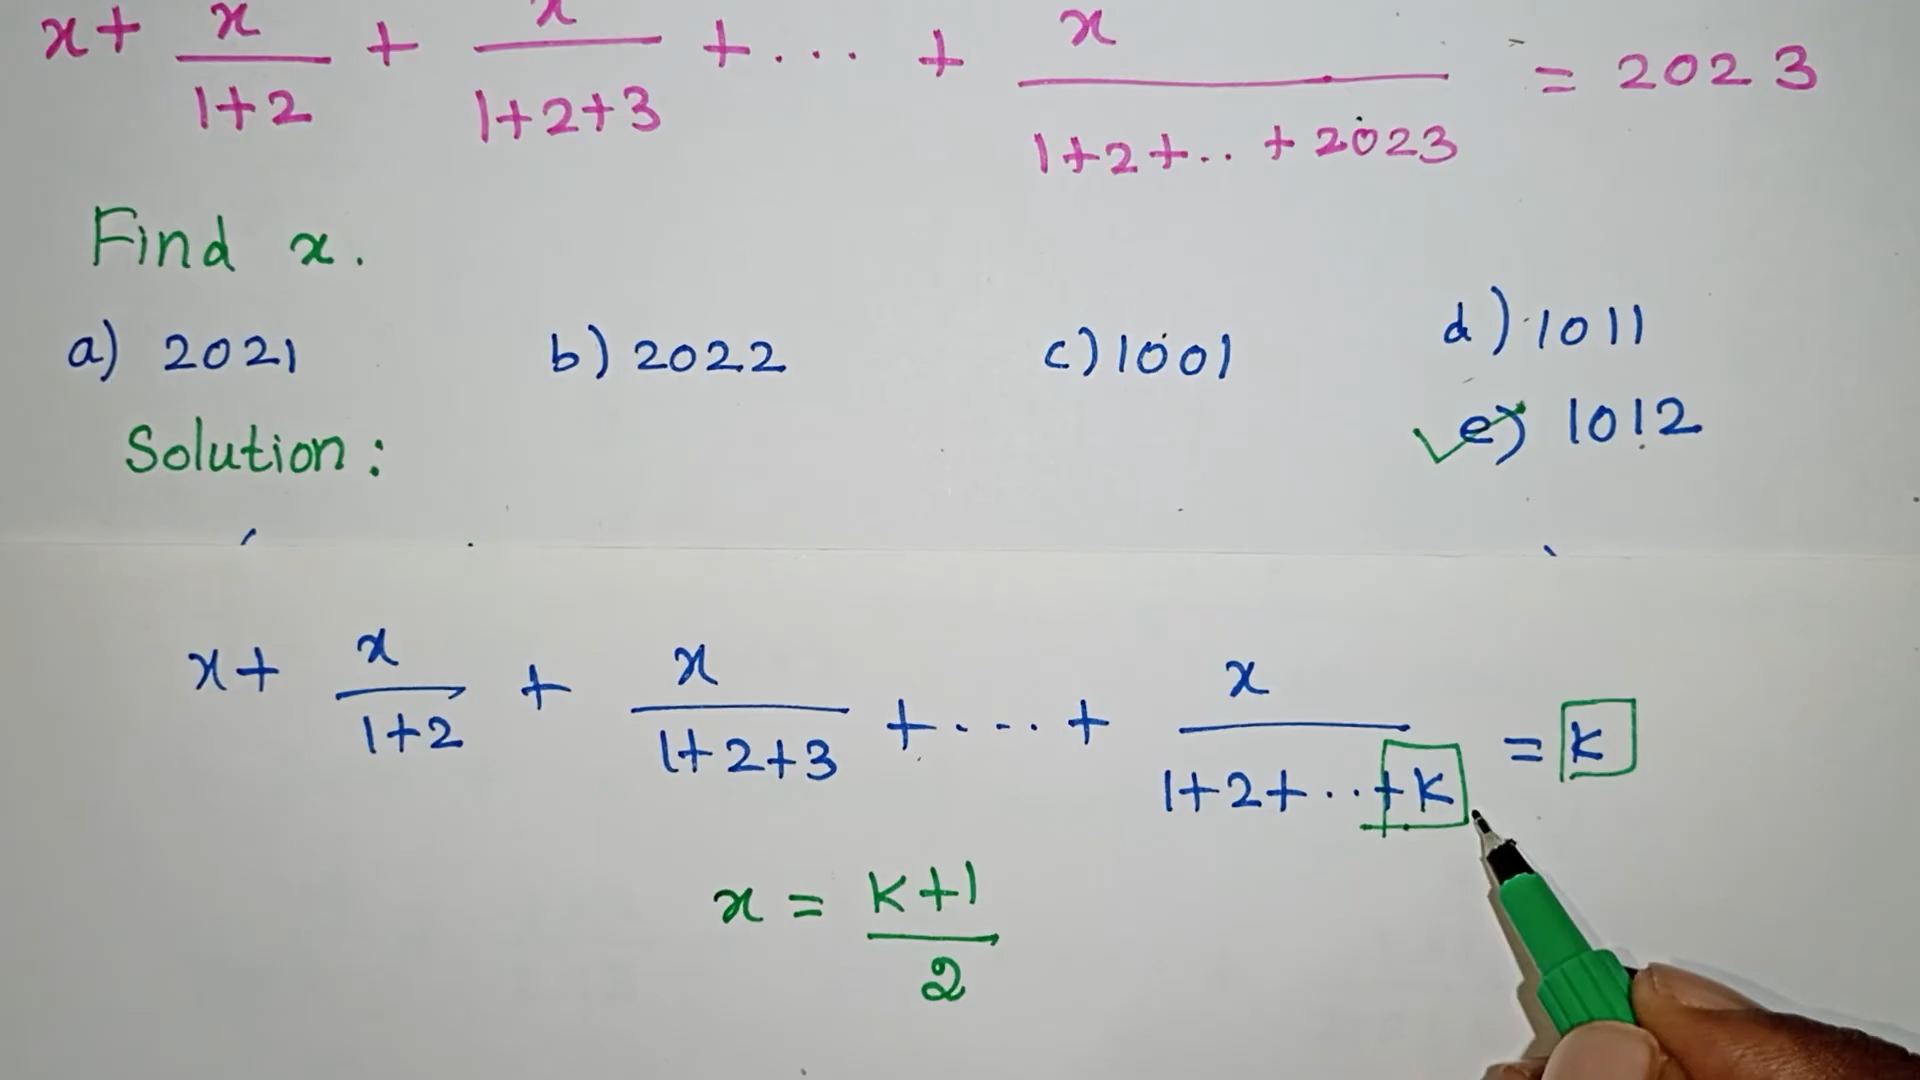 x + x/(1+2) + x/(1+2+3) + ... + x/(1+2+..+2023) = 2023
Find x.
a) 2021 b) 2022 c) 1001 d) 1011
e) 1012
Solution:
x + x/(1+2) + x/(1+2+3) + .... + x/(1+2+..+K) = K
x = (K+1)/2